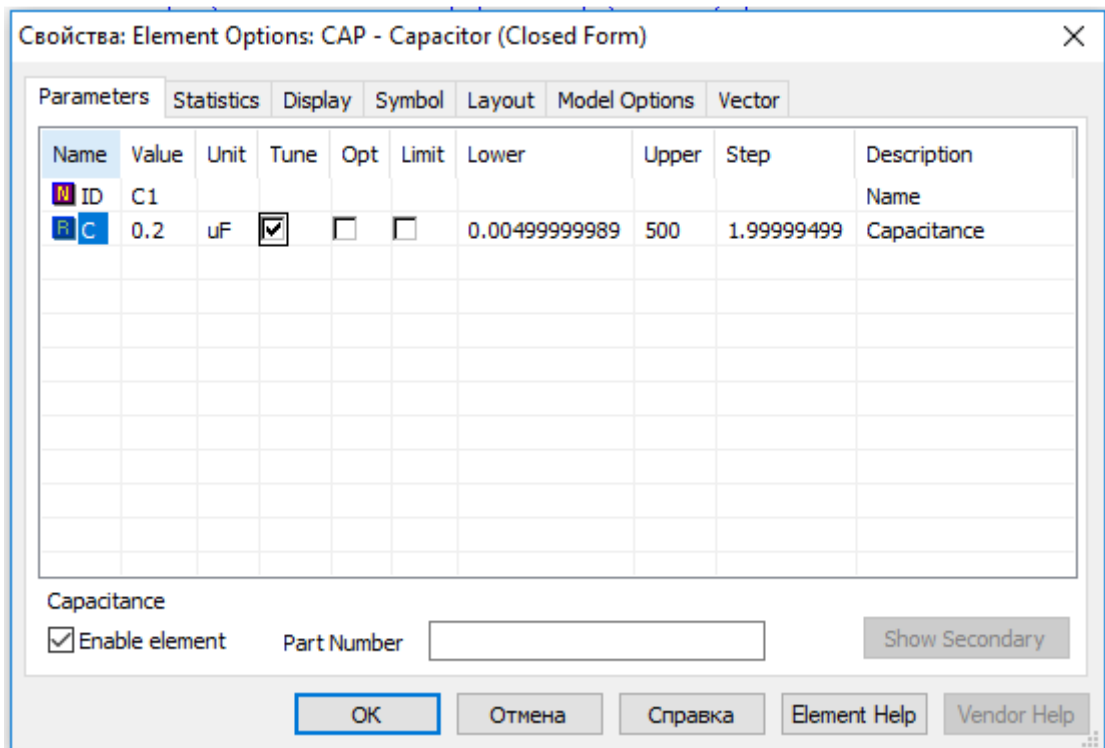 Свойства: Element Options: CAP - Capacitor (Closed Form)
Parameters Statistics Display Symbol Layout Model Options Vector
Name Value Unit Tune Opt Limit Lower Upper Step Description
N ID C1 Name
R C 0.2 uF 0.00499999989 500 1.99999499 Capacitance
Capacitance
Enable element Part Number Show Secondary
OK Отмена Справка Element Help Vendor Help